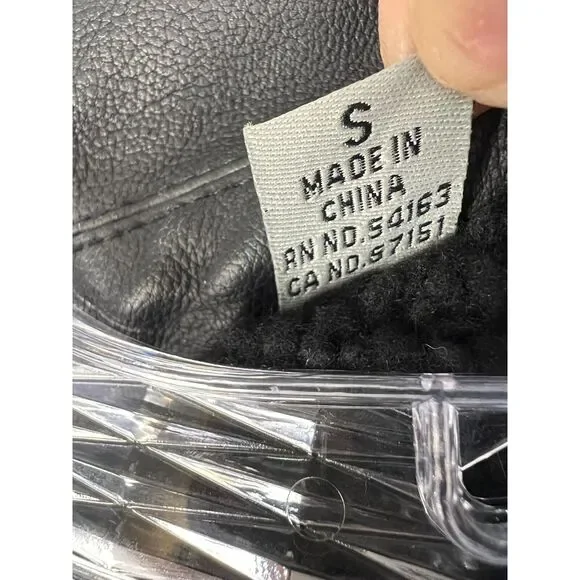 S
MADE IN
CHINA
RN NO.54163
CA NO.57151